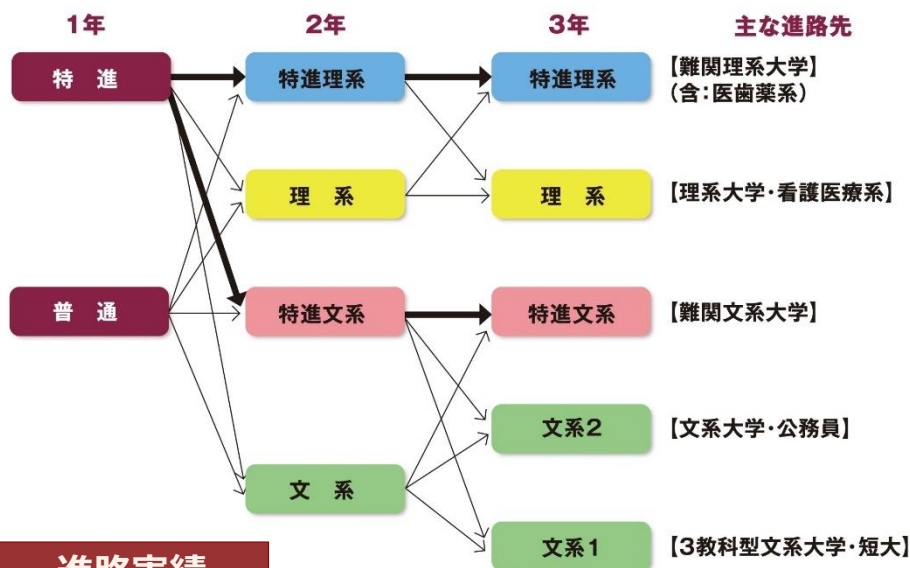 1年 2年 3年 主な進路先
特 進 特進理系 特進理系 【難関理系大学】
(含:医歯薬系)
理 系 理 系 【理系大学・看護医療系】
普 通 特進文系 特進文系 【難関文系大学】
文系2 【文系大学・公務員】
文 系
文系1 【3教科型文系大学・短大】
進路実績